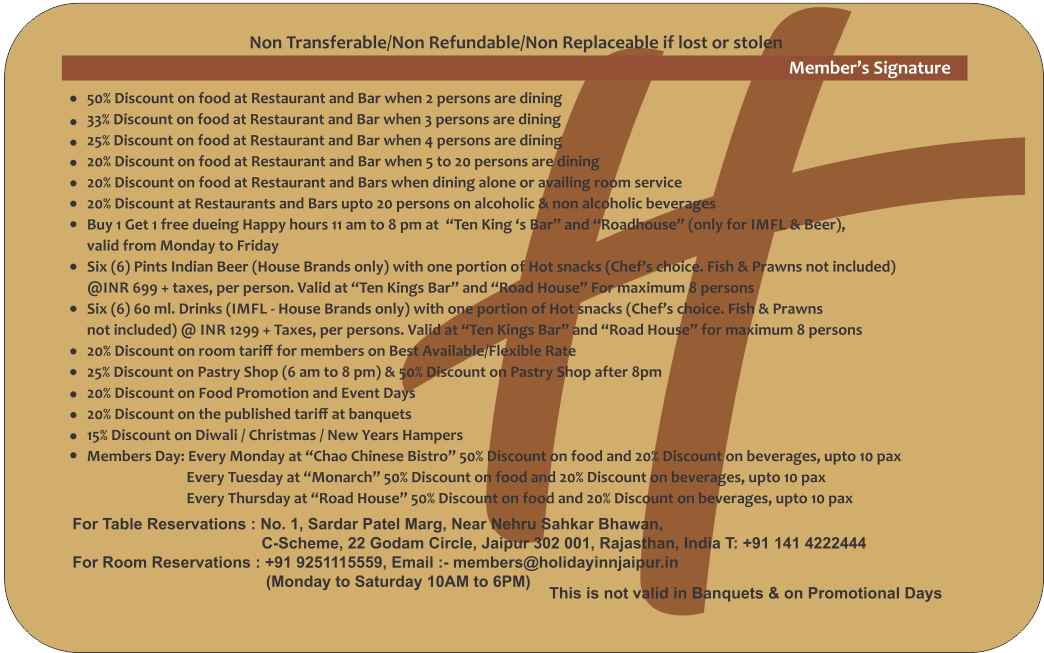 Non Transferable/Non Refundable/Non Replaceable if lost or stolen
Member's Signature
• 50% Discount on food at Restaurant and Bar when 2 persons are dining
• 33% Discount on food at Restaurant and Bar when 3 persons are dining
• 25% Discount on food at Restaurant and Bar when 4 persons are dining
• 20% Discount on food at Restaurant and Bar when 5 to 20 persons are dining
• 20% Discount on food at Restaurant and Bars when dining alone or availing room service
• 20% Discount at Restaurants and Bars upto 20 persons on alcoholic & non alcoholic beverages
• Buy 1 Get 1 free dueing Happy hours 11 am to 8 pm at “Ten King ‘s Bar” and “Roadhouse” (only for IMFL & Beer),
valid from Monday to Friday
• Six (6) Pints Indian Beer (House Brands only) with one portion of Hot snacks (Chef’s choice. Fish & Prawns not included)
@INR 699 + taxes, per person. Valid at “Ten Kings Bar” and “Road House” For maximum 8 persons
• Six (6) 60 ml. Drinks (IMFL - House Brands only) with one portion of Hot snacks (Chef’s choice. Fish & Prawns
not included) @ INR 1299 + Taxes, per persons. Valid at “Ten Kings Bar” and “Road House” for maximum 8 persons
• 20% Discount on room tariff for members on Best Available/Flexible Rate
• 25% Discount on Pastry Shop (6 am to 8 pm) & 50% Discount on Pastry Shop after 8pm
• 20% Discount on Food Promotion and Event Days
• 20% Discount on the published tariff at banquets
• 15% Discount on Diwali / Christmas / New Years Hampers
• Members Day: Every Monday at “Chao Chinese Bistro” 50% Discount on food and 20% Discount on beverages, upto 10 pax
Every Tuesday at “Monarch” 50% Discount on food and 20% Discount on beverages, upto 10 pax
Every Thursday at “Road House” 50% Discount on food and 20% Discount on beverages, upto 10 pax
For Table Reservations : No. 1, Sardar Patel Marg, Near Nehru Sahkar Bhawan,
C-Scheme, 22 Godam Circle, Jaipur 302 001, Rajasthan, India T: +91 141 4222444
For Room Reservations : +91 9251115559, Email :- members@holidayinnjaipur.in
(Monday to Saturday 10AM to 6PM)
This is not valid in Banquets & on Promotional Days